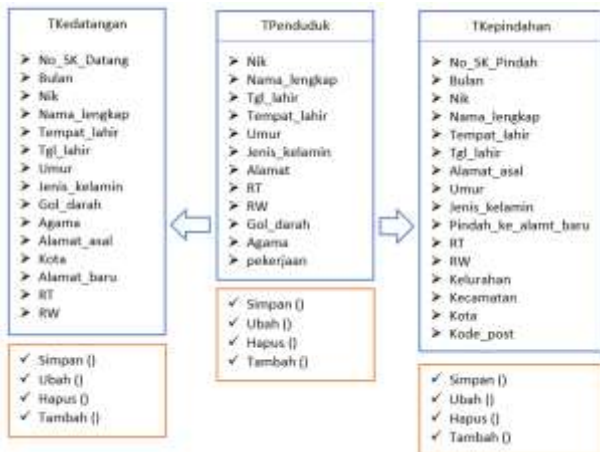 TKedatangan
No_SK_Datang
Bulan
Nik
Nama_lengkap
Tempat_lahir
Tgl_lahir
Umur
Jenis_kelamin
Gol_darah
Agama
Alamat_asal
Kota
Alamat_baru
RT
RW
Simpan ()
Ubah ()
Hapus ()
Tambah ()
TPenduduk
Nik
Nama_lengkap
Tgl_lahir
Tempat_lahir
Umur
Jenis_kelamin
Alamat
RT
RW
Gol_darah
Agama
pekerjaan
Simpan ()
Ubah ()
Hapus ()
Tambah ()
TKepindahan
No_SK_Pindah
Bulan
Nik
Nama_lengkap
Tempat_lahir
Tgl_lahir
Alamat_asal
Umur
Jenis_kelamin
Pindah_ke_alamt_baru
RT
RW
Kelurahan
Kecamatan
Kota
Kode_post
Simpan ()
Ubah ()
Hapus ()
Tambah ()